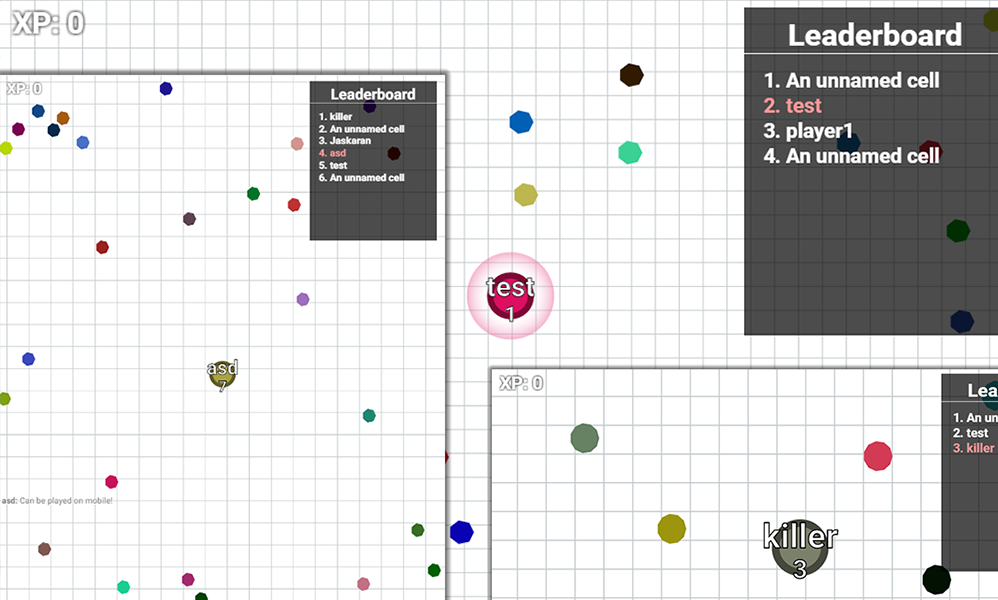 XP: 0
Leaderboard
1. An unnamed cell
2. test
3. player1
4. An unnamed cell
test
1
XP: 0
Leaderboard
1. killer
2. An unnamed cell
3. Jaskaran
4. asd
5. test
6. An unnamed cell
asd
7
asd: Can be played on mobile!
XP: 0
Lea
1. An un
2. test
3. killer
killer
3